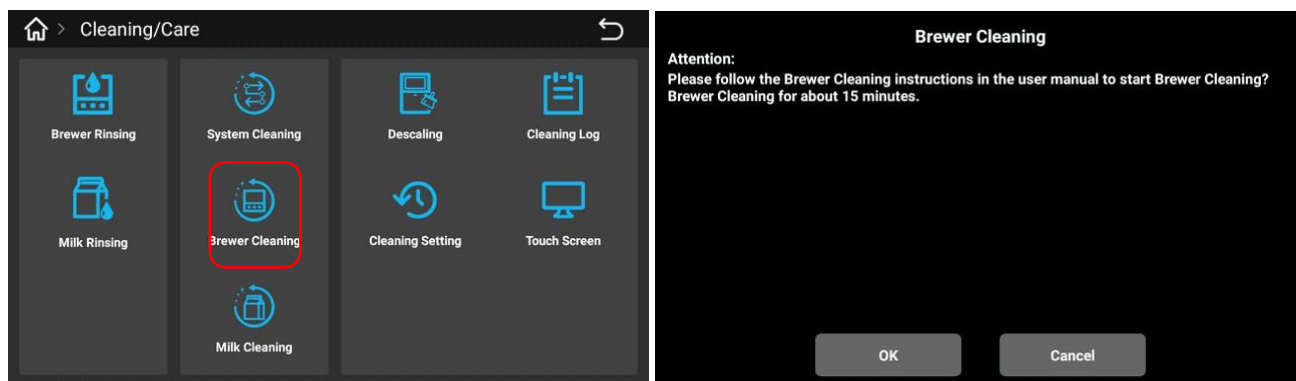 > Cleaning/Care
Brewer Rinsing
System Cleaning
Descaling
Cleaning Log
Milk Rinsing
Brewer Cleaning
Cleaning Setting
Touch Screen
Milk Cleaning
Brewer Cleaning
Attention:
Please follow the Brewer Cleaning instructions in the user manual to start Brewer Cleaning?
Brewer Cleaning for about 15 minutes.
OK
Cancel